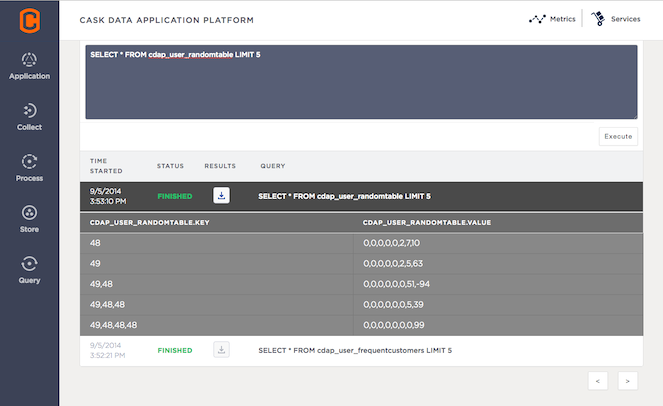 CASK DATA APPLICATION PLATFORM
Metrics
Services
Application
Collect
Process
Store
Query
SELECT * FROM cdap_user_randomtable LIMIT 5
Execute
TIME STARTED
STATUS
RESULTS
QUERY
9/5/2014
3:53:10 PM
FINISHED
SELECT * FROM cdap_user_randomtable LIMIT 5
CDAP_USER_RANDOMTABLE.KEY
CDAP_USER_RANDOMTABLE.VALUE
48
0,0,0,0,0,2,7,10
49
0,0,0,0,0,2,5,63
49,48
0,0,0,0,0,0,51,-94
49,48,48
0,0,0,0,0,0,5,39
49,48,48,48
0,0,0,0,0,0,0,99
9/5/2014
3:52:21 PM
FINISHED
SELECT * FROM cdap_user_frequentcustomers LIMIT 5
<
>